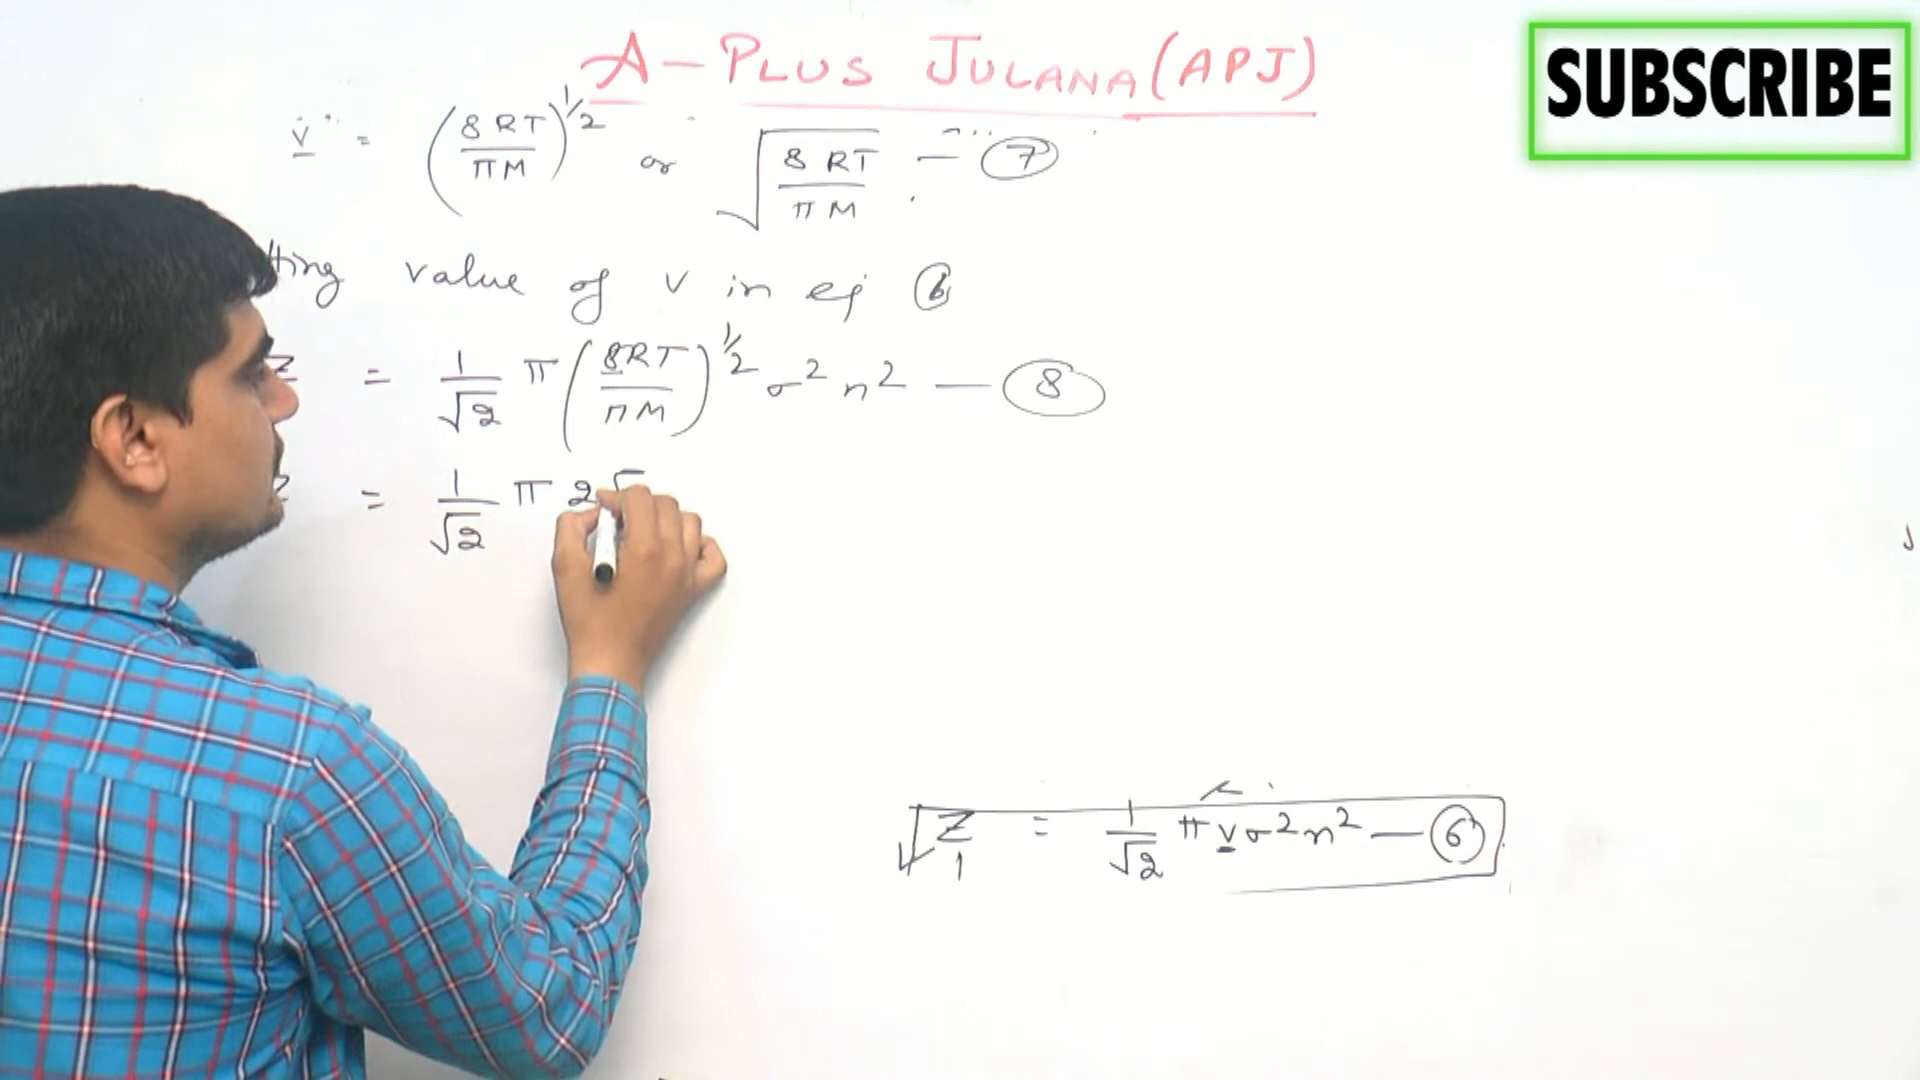 A-PLUS JULANA (APJ)
SUBSCRIBE
v = (8RT/πM)^1/2 or √(8RT/πM) — ⑦
tting value of v in eq ⑥
Z = 1/√2 π (8RT/πM)^1/2 σ² n² — ⑧
Z = 1/√2 π 2√
Z₁ = 1/√2 π v σ² n² — ⑥